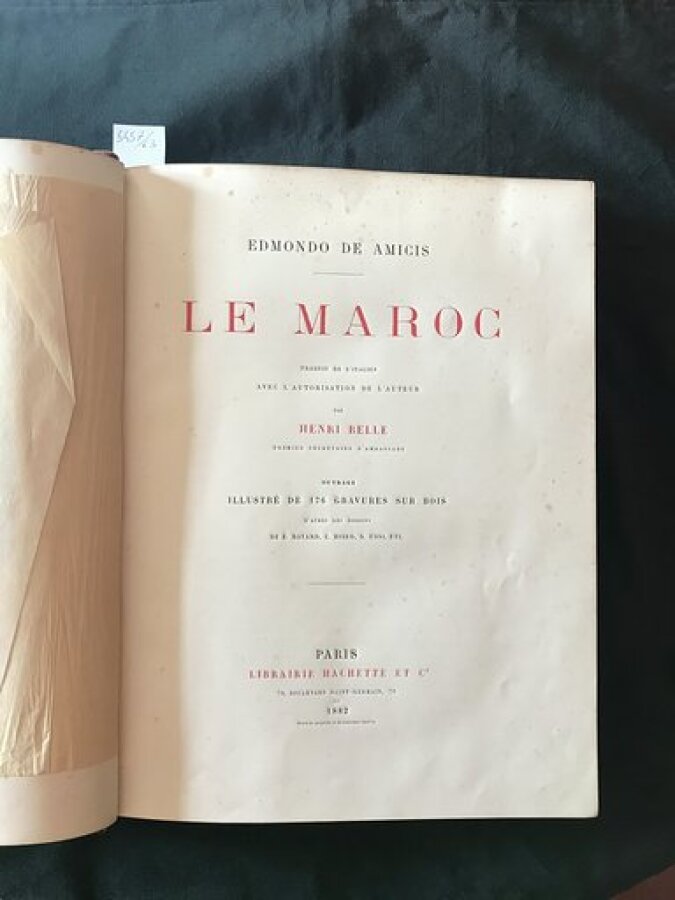 EDMONDO DE AMICIS
LE MAROC
TRADUIT DE L'ITALIEN
AVEC L'AUTORISATION DE L'AUTEUR
PAR
HENRI BELLE
PREMIER SECRÉTAIRE D'AMBASSADE
OUVRAGE
ILLUSTRÉ DE 176 GRAVURES SUR BOIS
D'APRÈS LES DESSINS
DE
PARIS
LIBRAIRIE HACHETTE ET Cie
79, BOULEVARD SAINT-GERMAIN, 79
1882